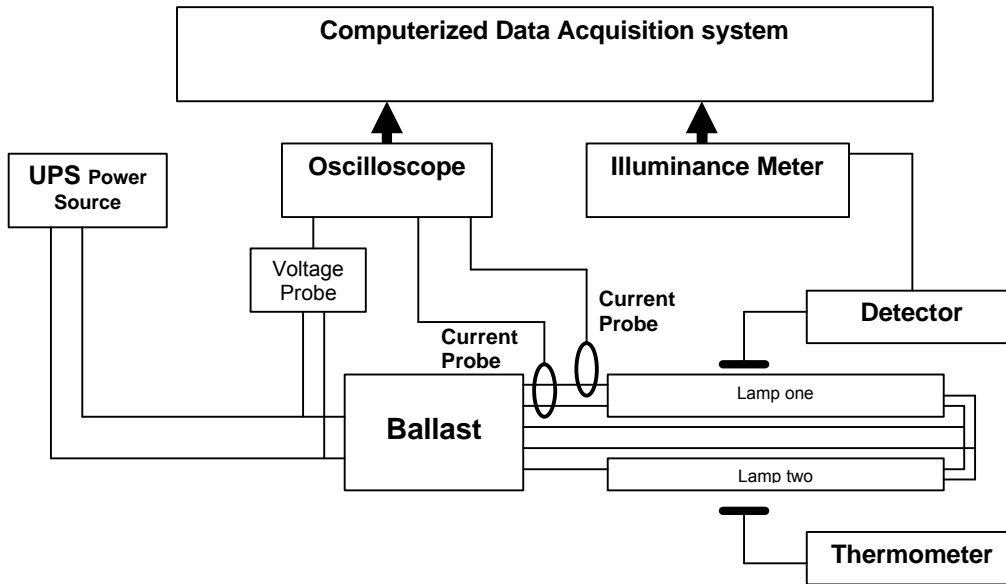 Computerized Data Acquisition system
Oscilloscope
Illuminance Meter
UPS Power
Source
Voltage
Probe
Current
Probe
Detector
Current
Probe
Lamp one
Ballast
Lamp two
Thermometer